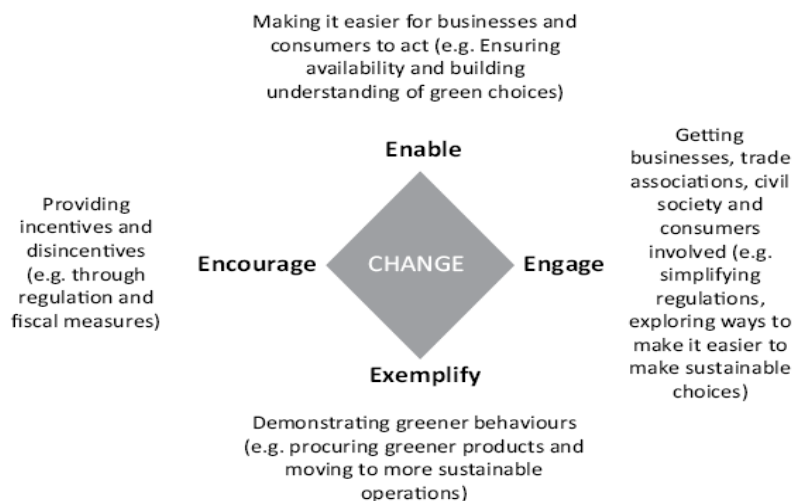 Making it easier for businesses and
consumers to act (e.g. Ensuring
availability and building
understanding of green choices)
Enable
Providing
incentives and
disincentives
(e.g. through
regulation and
fiscal measures)
Encourage
CHANGE
Engage
Getting
businesses, trade
associations, civil
society and
consumers
involved (e.g.
simplifying
regulations,
exploring ways to
make it easier to
make sustainable
choices)
Exemplify
Demonstrating greener behaviours
(e.g. procuring greener products and
moving to more sustainable
operations)